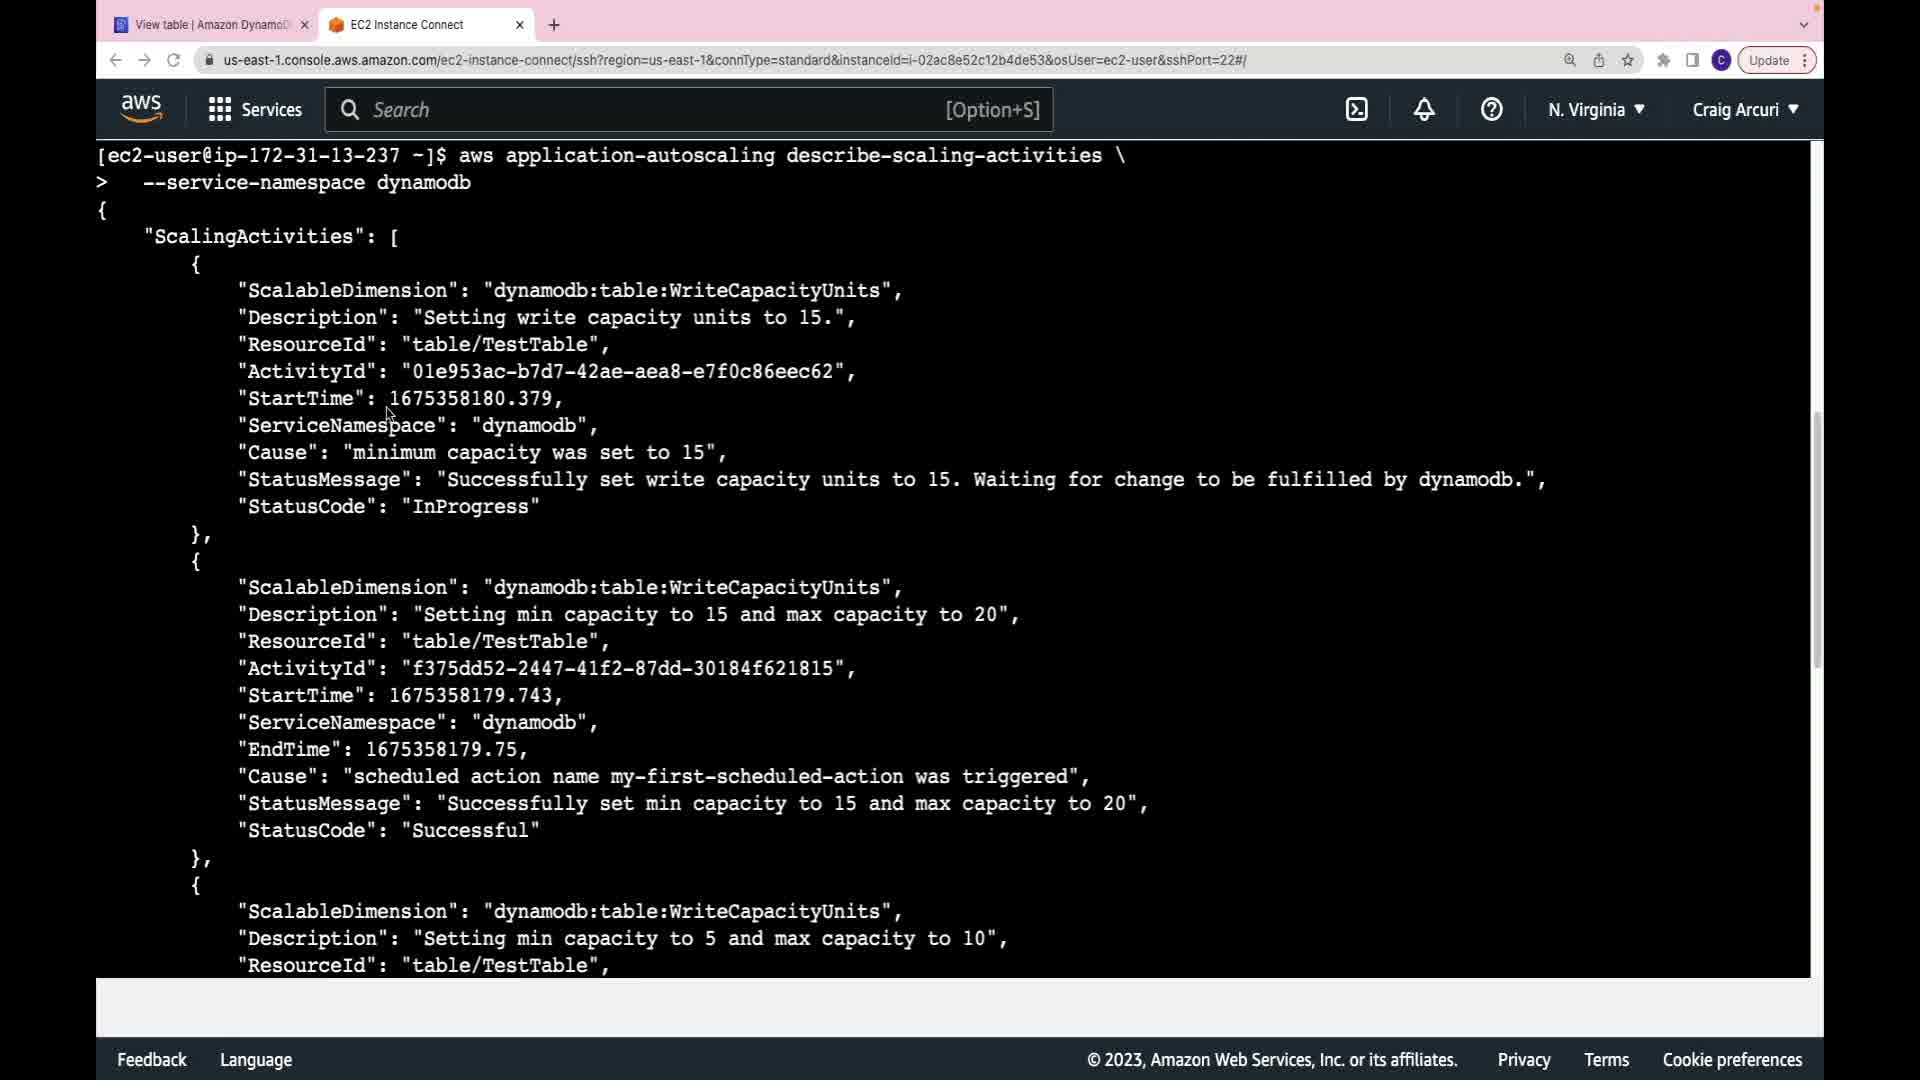 View table | Amazon DynamoD
EC2 Instance Connect
us-east-1.console.aws.amazon.com/ec2-instance-connect/ssh?region=us-east-1&connType=standard&instanceId=i-02ac8e52c12b4de53&osUser=ec2-user&sshPort=22#/
C
Update
aws
Services
Search
[Option+S]
N. Virginia
Craig Arcuri
[ec2-user@ip-172-31-13-237 ~]$ aws application-autoscaling describe-scaling-activities \
> --service-namespace dynamodb
{
"ScalingActivities": [
{
"ScalableDimension": "dynamodb:table:WriteCapacityUnits",
"Description": "Setting write capacity units to 15.",
"ResourceId": "table/TestTable",
"ActivityId": "01e953ac-b7d7-42ae-aea8-e7f0c86eec62",
"StartTime": 1675358180.379,
"ServiceNamespace": "dynamodb",
"Cause": "minimum capacity was set to 15",
"StatusMessage": "Successfully set write capacity units to 15. Waiting for change to be fulfilled by dynamodb.",
"StatusCode": "InProgress"
},
{
"ScalableDimension": "dynamodb:table:WriteCapacityUnits",
"Description": "Setting min capacity to 15 and max capacity to 20",
"ResourceId": "table/TestTable",
"ActivityId": "f375dd52-2447-41f2-87dd-30184f621815",
"StartTime": 1675358179.743,
"ServiceNamespace": "dynamodb",
"EndTime": 1675358179.75,
"Cause": "scheduled action name my-first-scheduled-action was triggered",
"StatusMessage": "Successfully set min capacity to 15 and max capacity to 20",
"StatusCode": "Successful"
},
{
"ScalableDimension": "dynamodb:table:WriteCapacityUnits",
"Description": "Setting min capacity to 5 and max capacity to 10",
"ResourceId": "table/TestTable",
Feedback
Language
© 2023, Amazon Web Services, Inc. or its affiliates.
Privacy
Terms
Cookie preferences